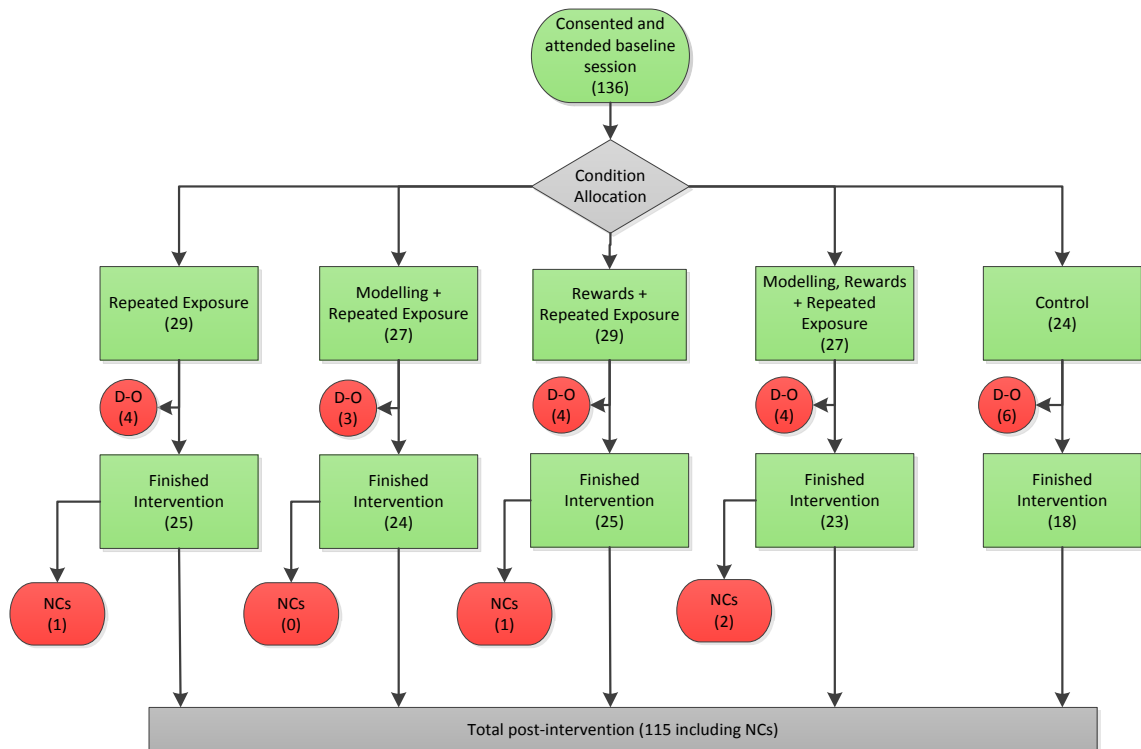 Consented and
attended baseline
session
(136)
Condition
Allocation
Repeated Exposure
(29)
Modelling +
Repeated Exposure
(27)
Rewards +
Repeated Exposure
(29)
Modelling, Rewards
+ Repeated
Exposure
(27)
Control
(24)
D-O
(4)
D-O
(3)
D-O
(4)
D-O
(4)
D-O
(6)
Finished
Intervention
(25)
Finished
Intervention
(24)
Finished
Intervention
(25)
Finished
Intervention
(23)
Finished
Intervention
(18)
NCs
(1)
NCs
(0)
NCs
(1)
NCs
(2)
Total post-intervention (115 including NCs)